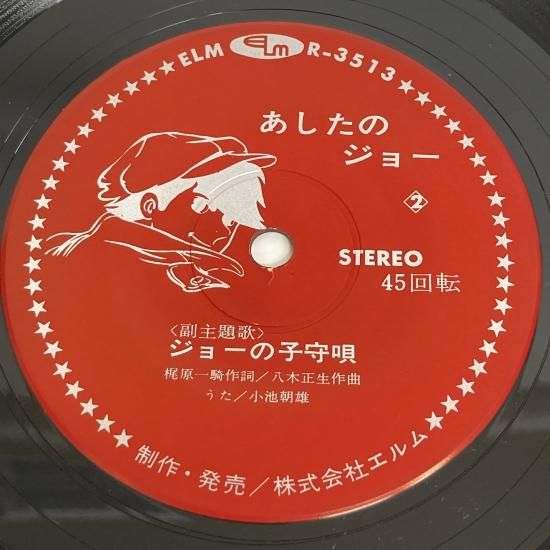 ELM ELM R-3513
あしたの
ジョー
2
STEREO
45回転
〈副主題歌〉
ジョーの子守唄
梶原一騎作詞／八木正生作曲
うた／小池朝雄
制作・発売／株式会社エルム